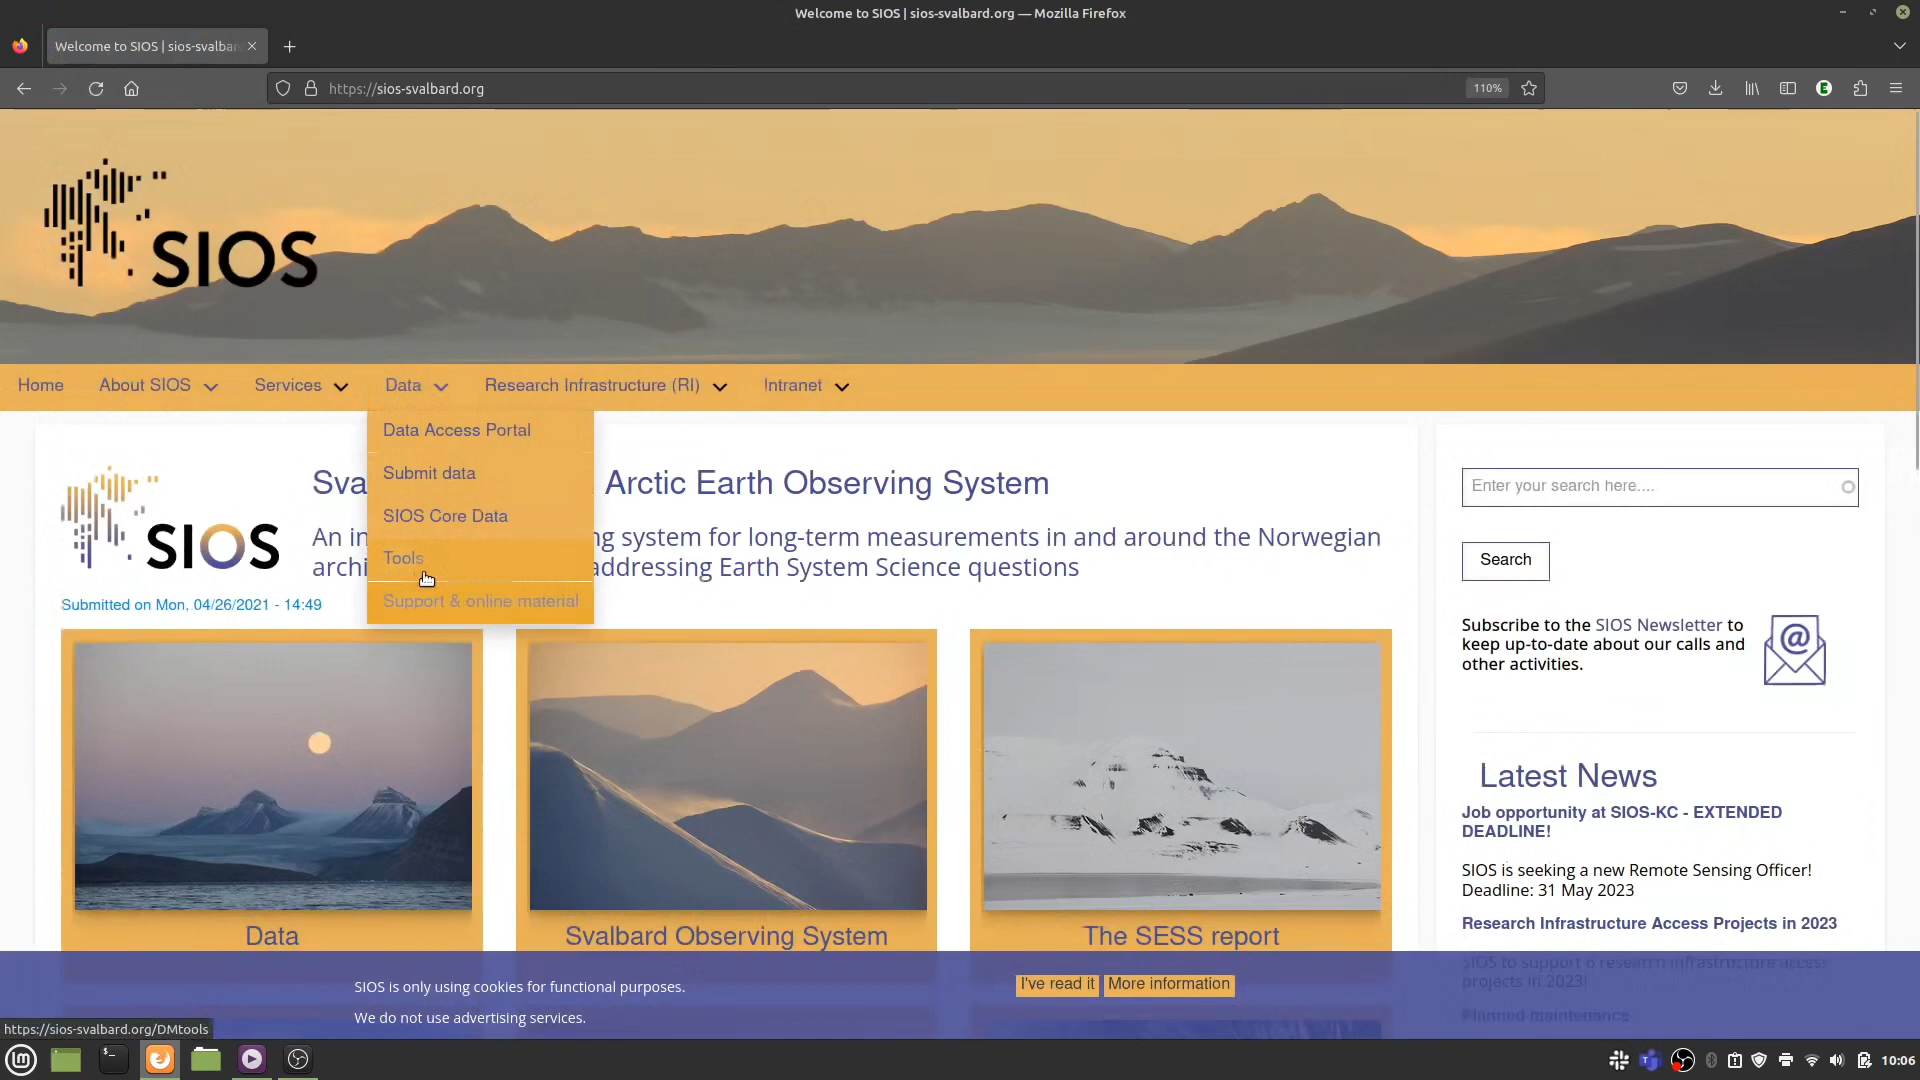 Welcome to SIOS | sios-svalbard.org — Mozilla Firefox
Welcome to SIOS | sios-svalbar
https://sios-svalbard.org
110%
SIOS
Home About SIOS Services Data Research Infrastructure (RI) Intranet
Data Access Portal
Submit data
SIOS Core Data
Tools
Support & online material
SIOS
Sva Arctic Earth Observing System
An in ng system for long-term measurements in and around the Norwegian
archi addressing Earth System Science questions
Submitted on Mon, 04/26/2021 - 14:49
Data
Svalbard Observing System
The SESS report
Enter your search here....
Search
Subscribe to the SIOS Newsletter to
keep up-to-date about our calls and
other activities.
Latest News
Job opportunity at SIOS-KC - EXTENDED
DEADLINE!
SIOS is seeking a new Remote Sensing Officer!
Deadline: 31 May 2023
Research Infrastructure Access Projects in 2023
SIOS to support 6 research infrastructure access
projects in 2023!
Planned maintenance
SIOS is only using cookies for functional purposes.
We do not use advertising services.
I've read it More information
https://sios-svalbard.org/DMtools
10:06